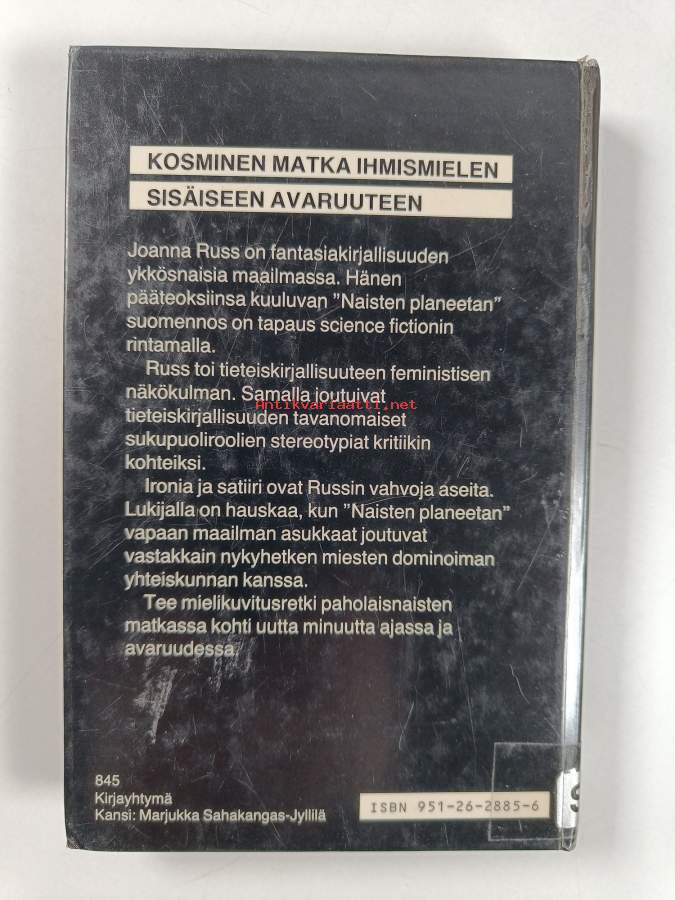 KOSMINEN MATKA IHMISMIELEN
SISÄISEEN AVARUUTEEN
Joanna Russ on fantasiakirjallisuuden
ykkösnaisia maailmassa. Hänen
pääteoksiinsa kuuluvan ”Naisten planeetan”
suomennos on tapaus science fictionin
rintamalla.
Russ toi tieteiskirjallisuuteen feministisen
näkökulman. Samalla joutuivat
Antikvariaatti.net
tieteiskirjallisuuden tavanomaiset
sukupuoliroolien stereotypiat kritiikin
kohteiksi.
Ironia ja satiiri ovat Russin vahvoja aseita.
Lukijalla on hauskaa, kun ”Naisten planeetan”
vapaan maailman asukkaat joutuvat
vastakkain nykyhetken miesten dominoiman
yhteiskunnan kanssa.
Tee mielikuvitusretki paholaisnaisten
matkassa kohti uutta minuutta ajassa ja
avaruudessa.
845
Kirjayhtymä
Kansi: Marjukka Sahakangas-Jyllilä
ISBN 951-26-2885-6